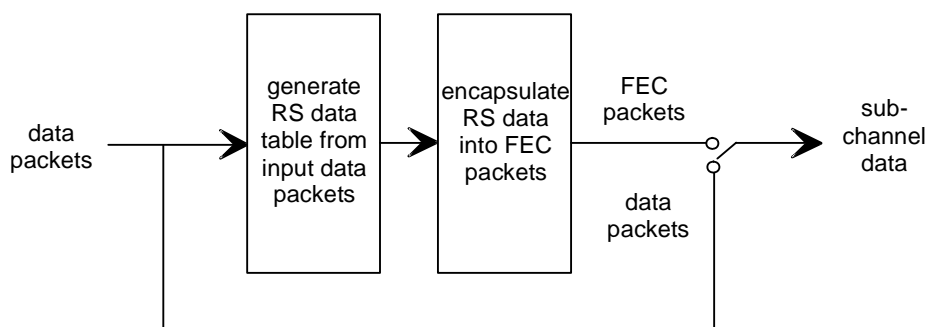 data
packets
generate
RS data
table from
input data
packets
encapsulate
RS data
into FEC
packets
FEC
packets
data
packets
sub-
channel
data